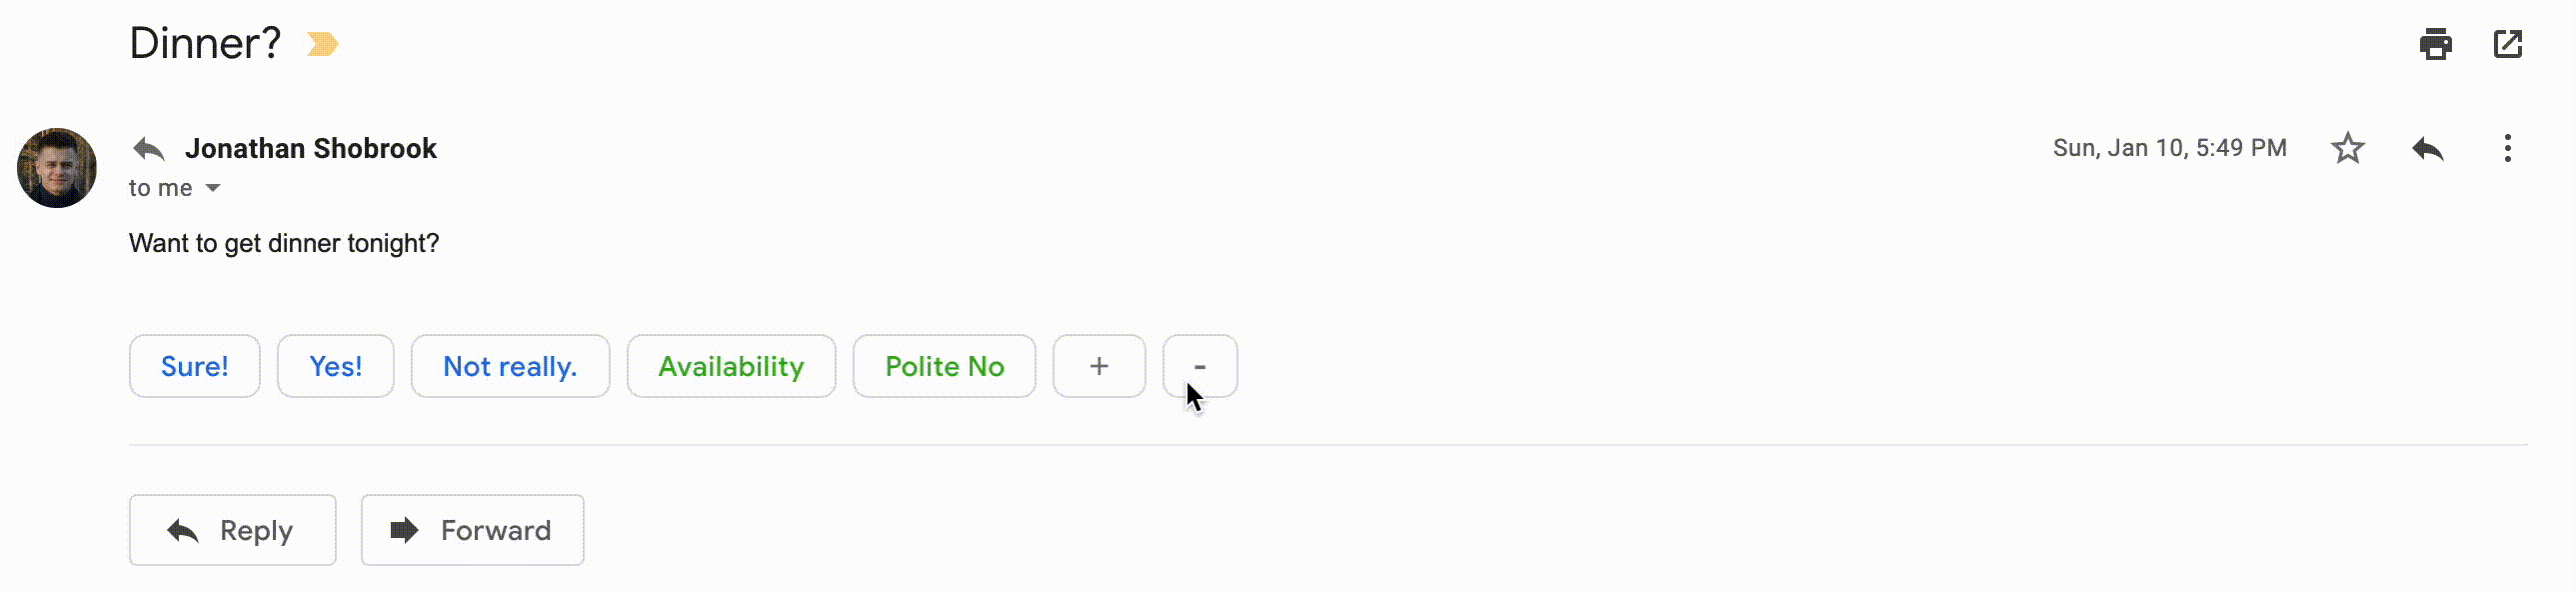 Dinner?
Jonathan Shobrook
Sun, Jan 10, 5:49 PM
to me
Want to get dinner tonight?
Sure! Yes! Not really. Availability Polite No + -
Reply Forward